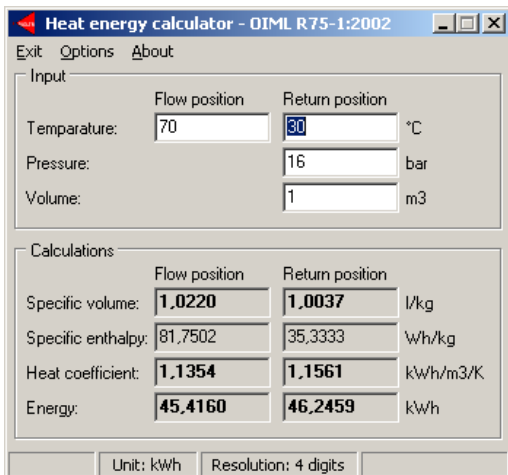 Heat energy calculator - OIML R75-1:2002
Exit Options About
Input
Flow position Return position
Temparature: 70 30 °C
Pressure: 16 bar
Volume: 1 m3
Calculations
Flow position Return position
Specific volume: 1,0220 1,0037 l/kg
Specific enthalpy: 81,7502 35,3333 Wh/kg
Heat coefficient: 1,1354 1,1561 kWh/m3/K
Energy: 45,4160 46,2459 kWh
Unit: kWh Resolution: 4 digits